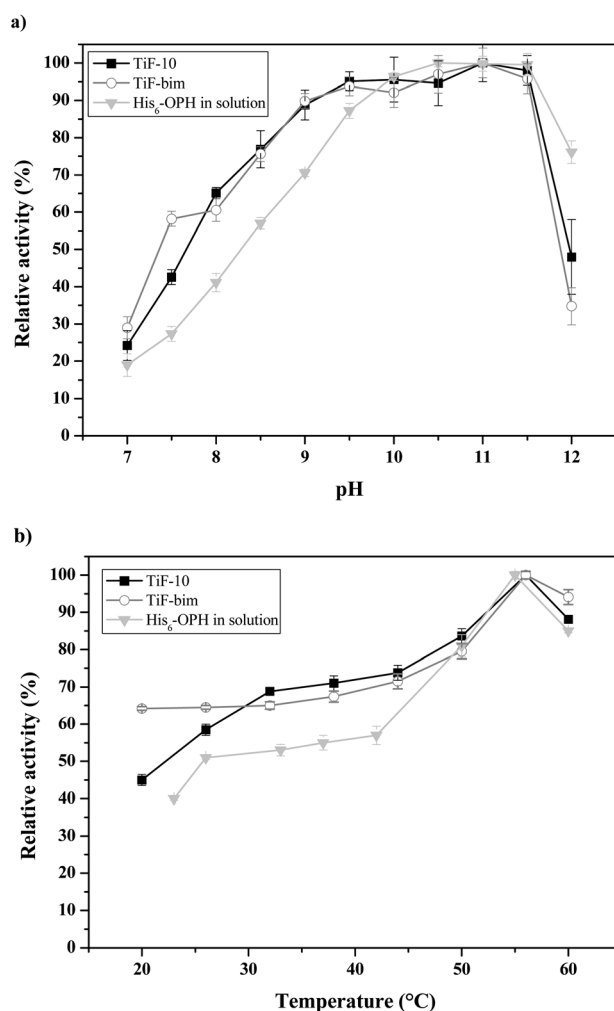 a)
TiF-10
TiF-bim
His6-OPH in solution
100
90
80
70
60
50
40
30
20
10
0
Relative activity (%)
7 8 9 10 11 12
pH
b)
TiF-10
TiF-bim
His6-OPH in solution
100
90
80
70
60
50
40
30
20
10
0
Relative activity (%)
20 30 40 50 60
Temperature (°C)